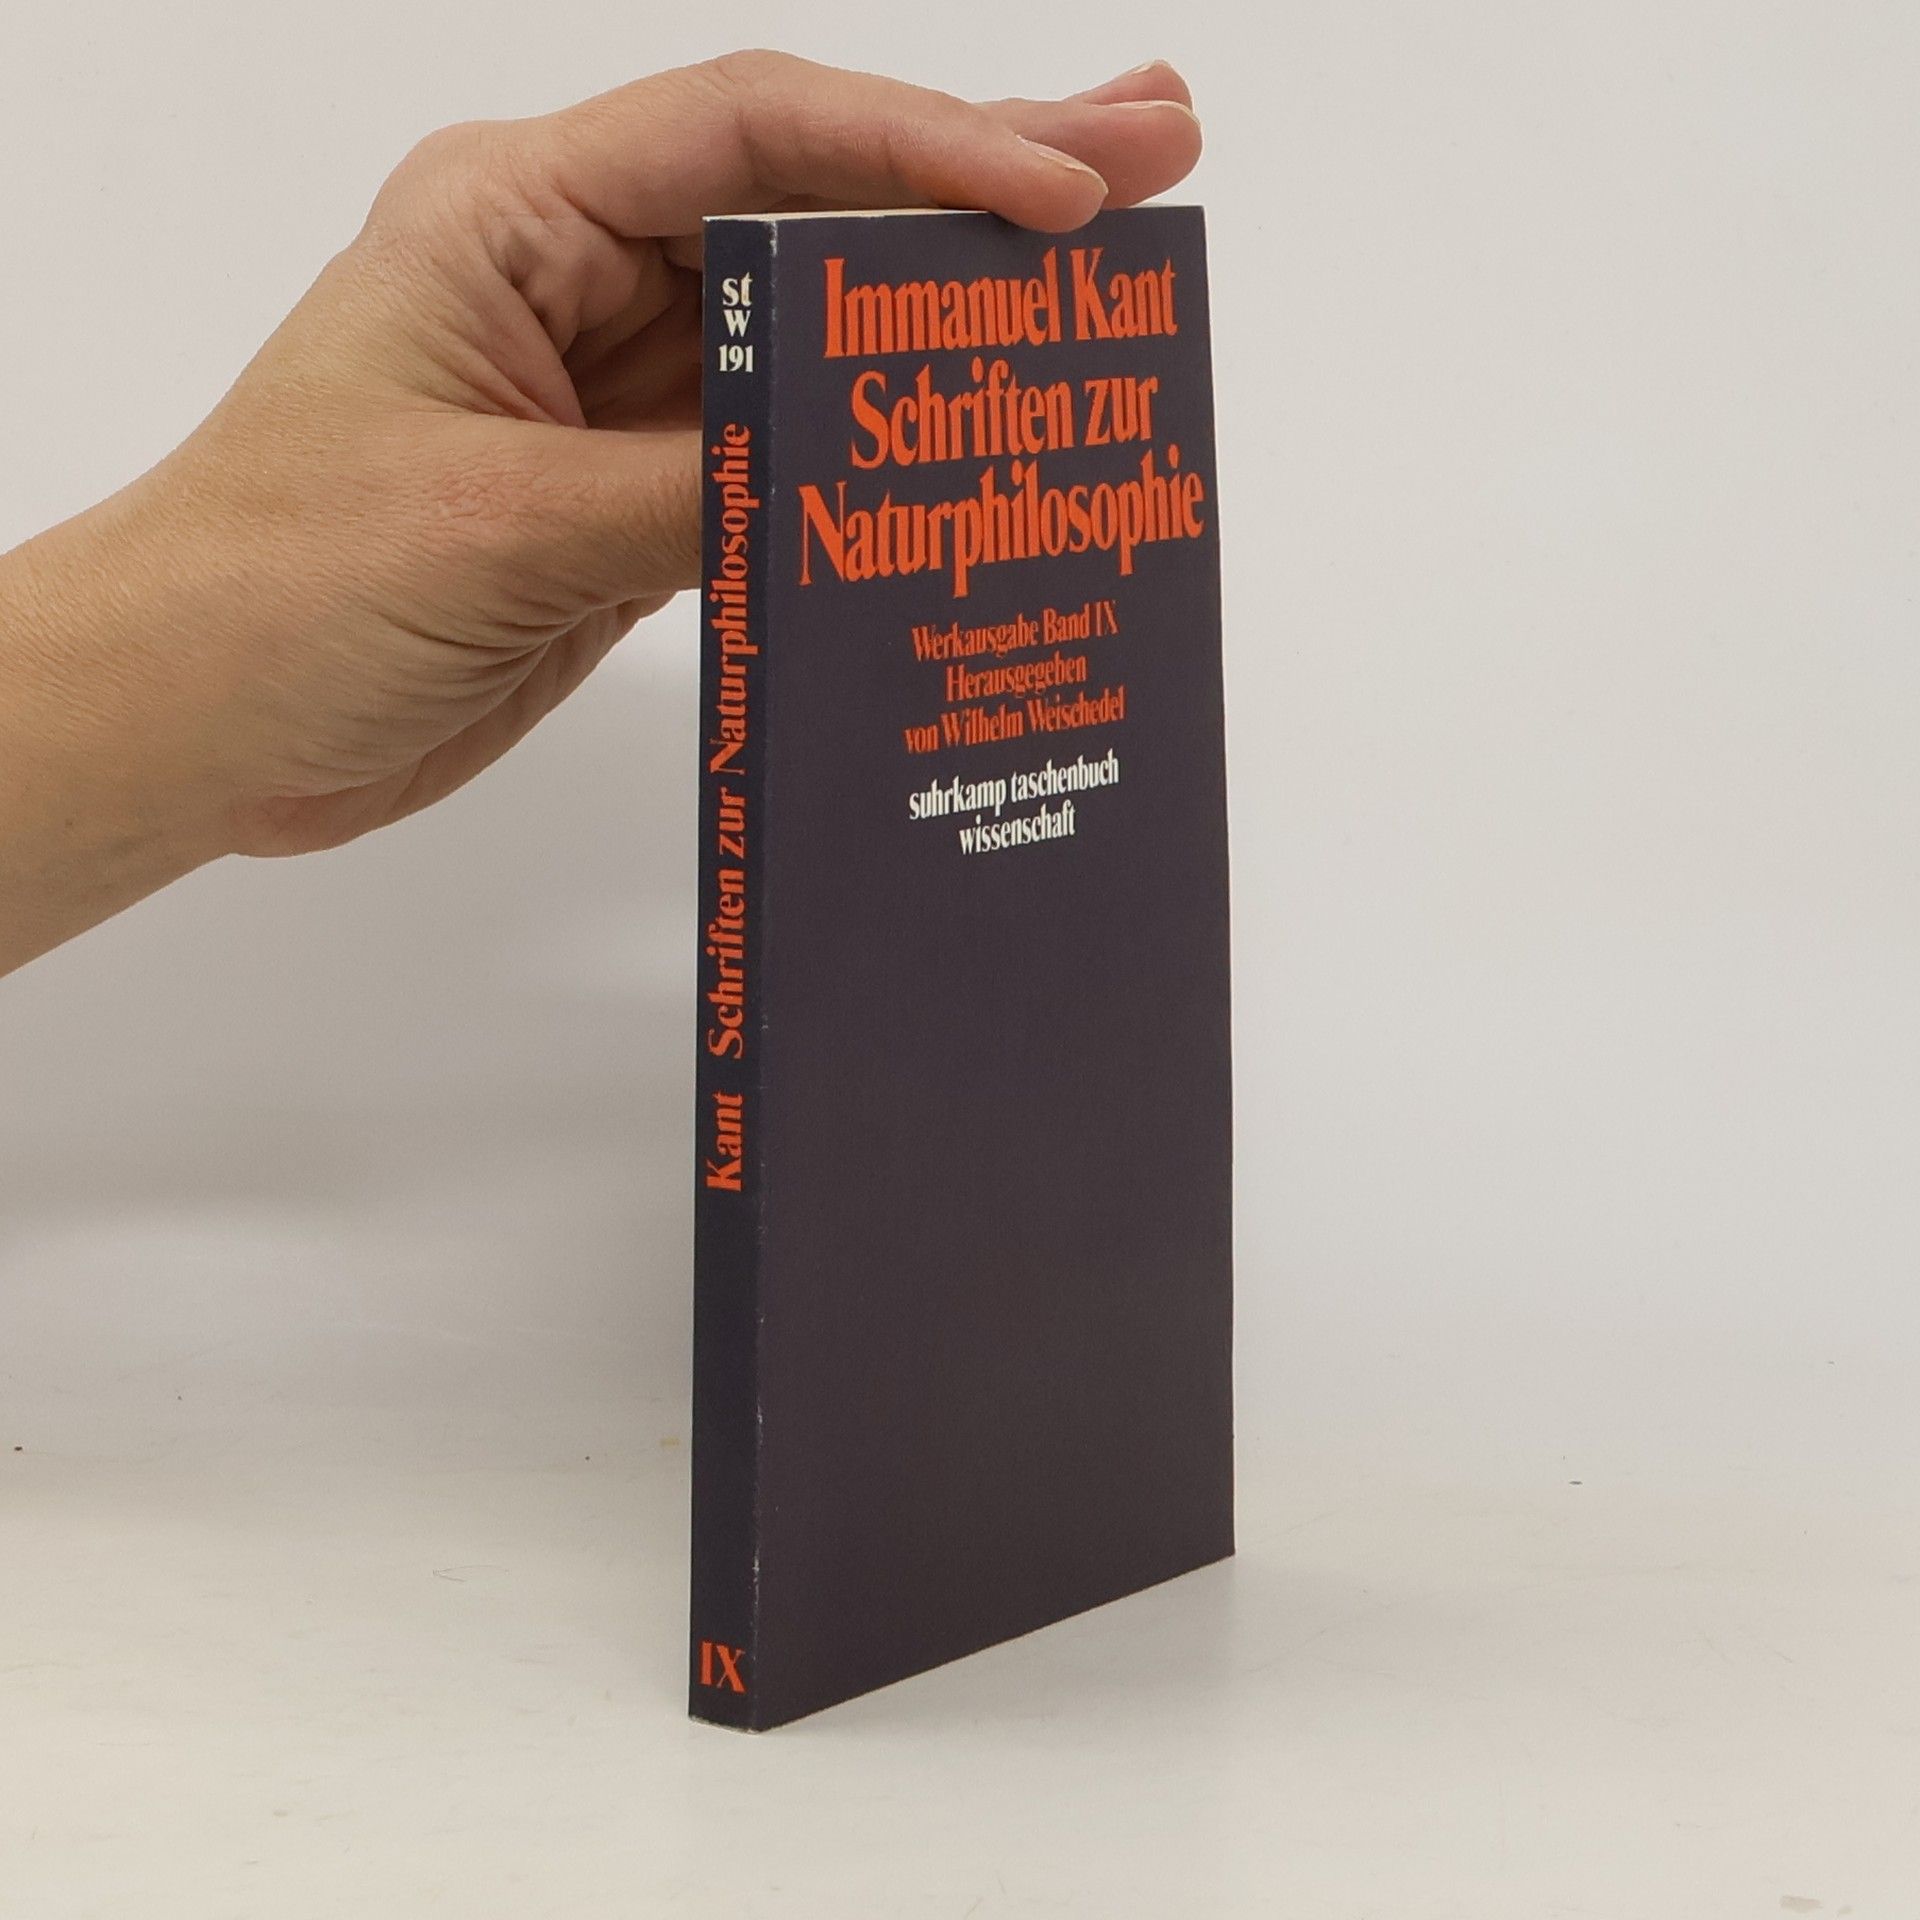 st
w
191
Kant Schriften zur Naturphilosophie
IX
Immanuel Kant
Schriften zur
Naturphilosophie
Werkausgabe Band IX
Herausgegeben
von Wilhelm Weischedel
suhrkamp taschenbuch
wissenschaft